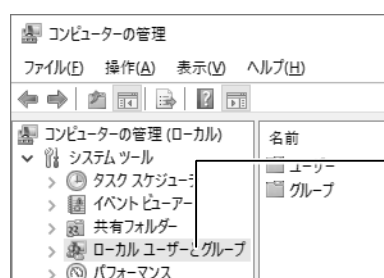 コンピューターの管理
ファイル(F) 操作(A) 表示(V) ヘルプ(H)
コンピューターの管理 (ローカル)
システム ツール
タスク スケジューラ
イベント ビューアー
共有フォルダー
ローカル ユーザーとグループ
パフォーマンス
名前
ユーザー
グループ